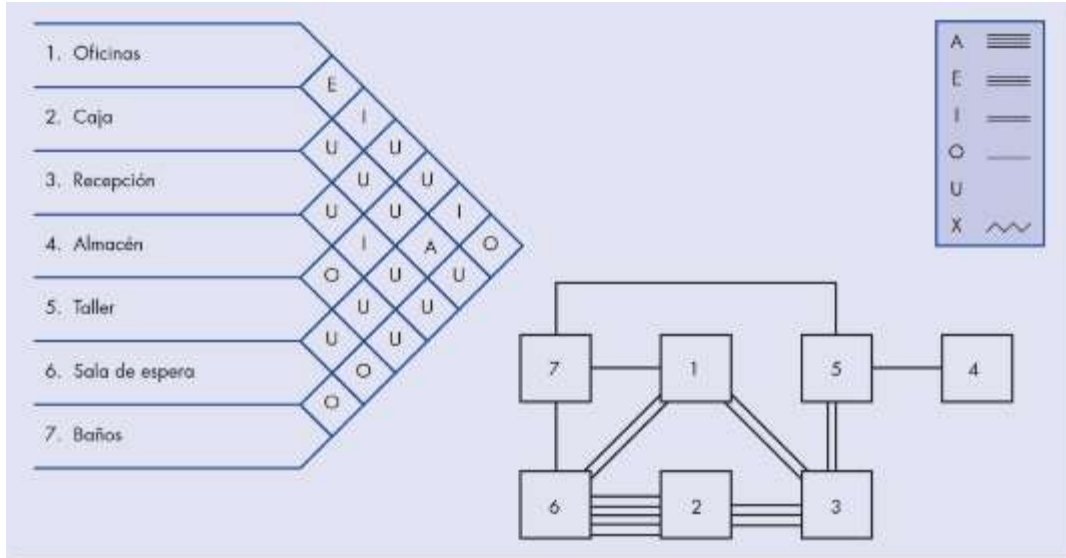 1. Oficinas
E
2. Caja I
U U
3. Recepción U U
U U I
4. Almacén I A O
O U U
5. Taller U U
U U
6. Sala de espera O
O
7. Baños
A
E
I
O
U
X
7 1 5 4
6 2 3